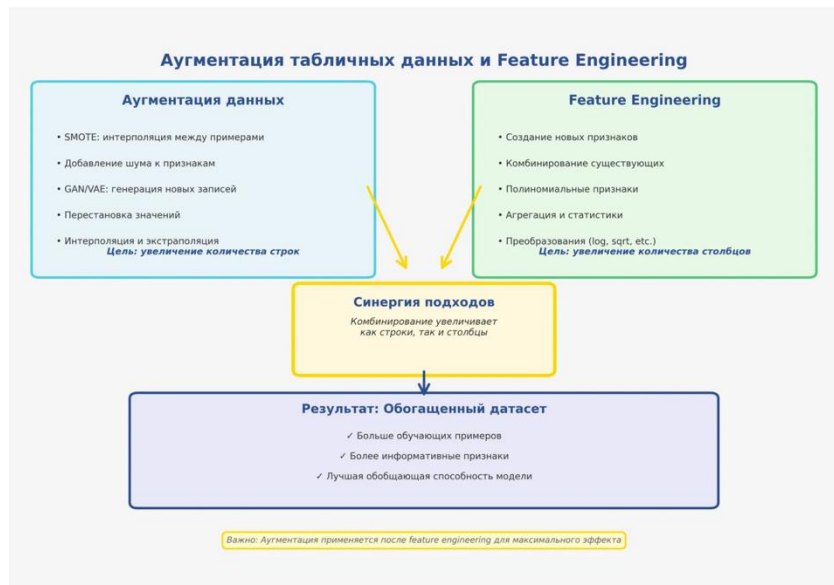 Аугментация табличных данных и Feature Engineering
Аугментация данных
• SMOTE: интерполяция между примерами
• Добавление шума к признакам
• GAN/VAE: генерация новых записей
• Перестановка значений
• Интерполяция и экстраполяция
Цель: увеличение количества строк
Feature Engineering
• Создание новых признаков
• Комбинирование существующих
• Полиномиальные признаки
• Агрегация и статистики
• Преобразования (log, sqrt, etc.)
Цель: увеличение количества столбцов
Синергия подходов
Комбинирование увеличивает
как строки, так и столбцы
Результат: Обогащенный датасет
✓ Больше обучающих примеров
✓ Более информативные признаки
✓ Лучшая обобщающая способность модели
Важно: Аугментация применяется после feature engineering для максимального эффекта